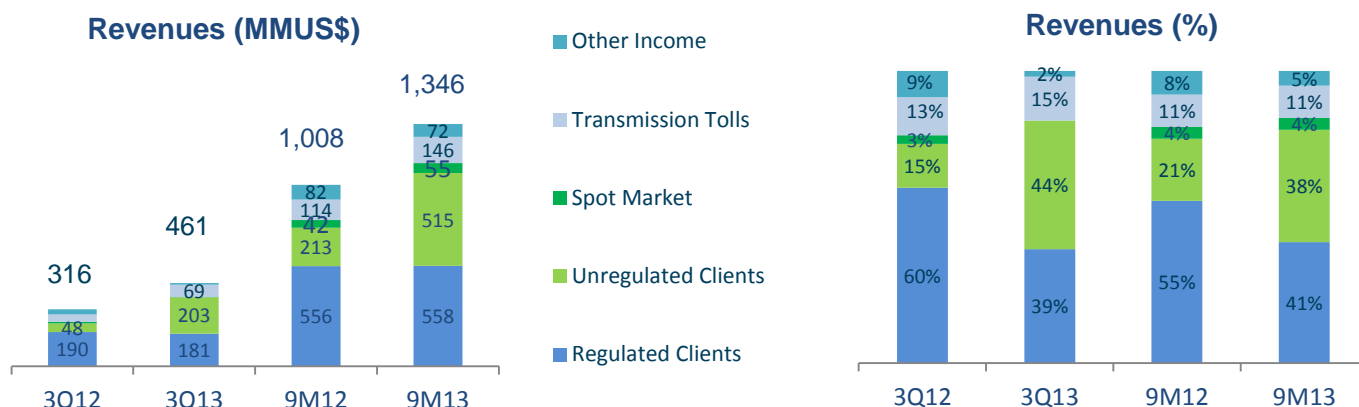 Revenues (MMUS$)
316
461
1,008
1,346
48
190
69
203
181
82
114
42
213
556
72
146
55
515
558
3Q12
3Q13
9M12
9M13
Other Income
Transmission Tolls
Spot Market
Unregulated Clients
Regulated Clients
Revenues (%)
9%
13%
3%
15%
60%
2%
15%
44%
39%
8%
11%
4%
21%
55%
5%
11%
4%
38%
41%
3Q12
3Q13
9M12
9M13